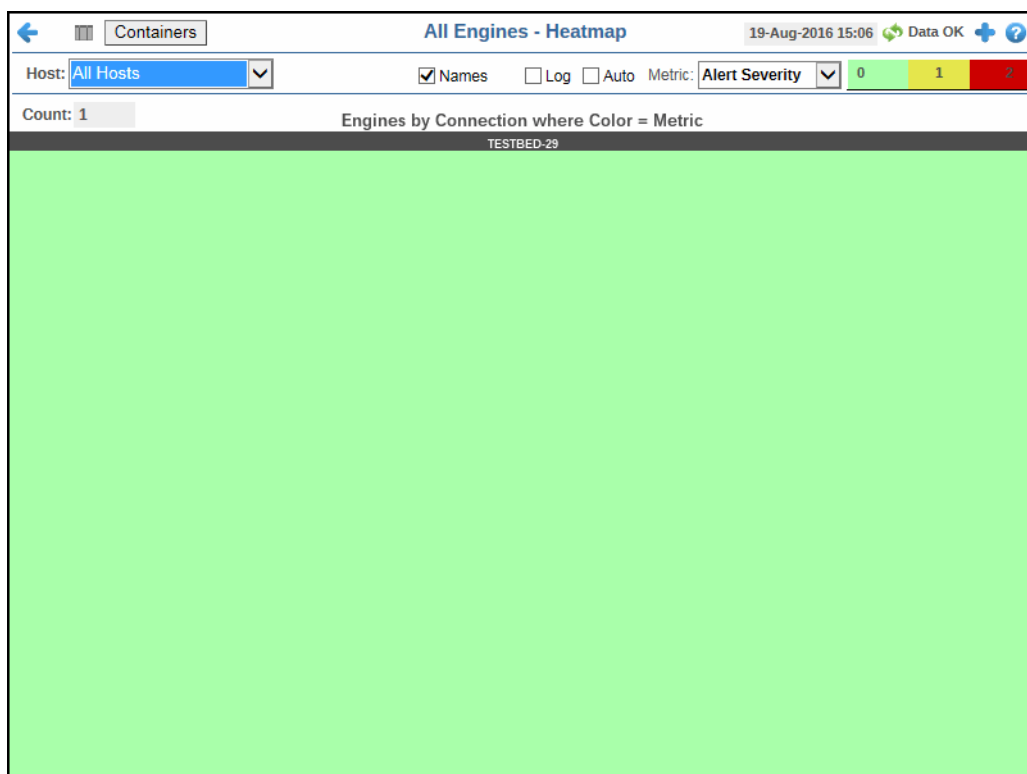 Containers All Engines - Heatmap 19-Aug-2016 15:06 Data OK ?
Host: All Hosts Names Log Auto Metric: Alert Severity 0 1 2
Count: 1
Engines by Connection where Color = Metric
TESTBED-29